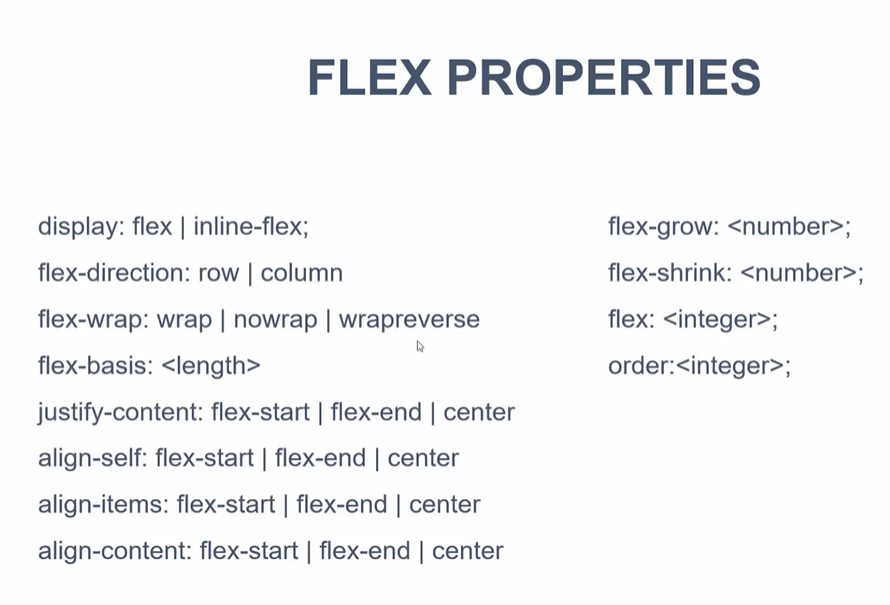 FLEX PROPERTIES
display: flex | inline-flex;
flex-direction: row | column
flex-wrap: wrap | nowrap | wrapreverse
flex-basis: <length>
justify-content: flex-start | flex-end | center
align-self: flex-start | flex-end | center
align-items: flex-start | flex-end | center
align-content: flex-start | flex-end | center
flex-grow: <number>;
flex-shrink: <number>;
flex: <integer>;
order:<integer>;